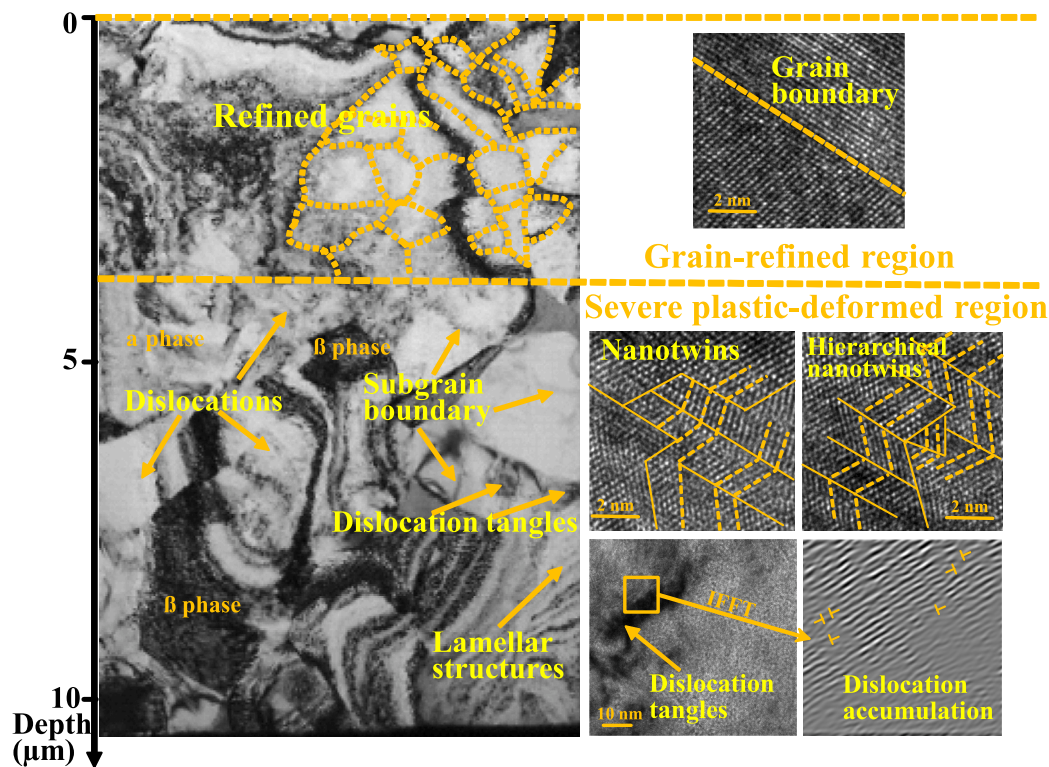 0
Refined grains
Grain
boundary
2 nm
Grain-refined region
Severe plastic-deformed region
a phase
ß phase
5
Dislocations
Subgrain
boundary
Dislocation tangles
ß phase
Lamellar
structures
10
Depth
(μm)
Nanotwins
2 nm
Hierarchical
nanotwins
2 nm
IFFT
Dislocation
tangles
10 nm
Dislocation
accumulation